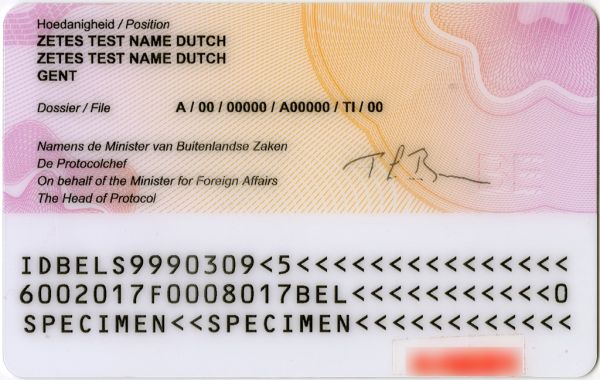 Hoedanigheid / Position
ZETES TEST NAME DUTCH
ZETES TEST NAME DUTCH
GENT
Dossier / File A / 00 / 00000 / A00000 / TI / 00
Namens de Minister van Buitenlandse Zaken
De Protocolchef
On behalf of the Minister for Foreign Affairs
The Head of Protocol
IDBELS9990309<5<<<<<<<<<<<<<<<
6002017F0008017BEL<<<<<<<<<<<0
SPECIMEN<<SPECIMEN<<<<<<<<<<<<